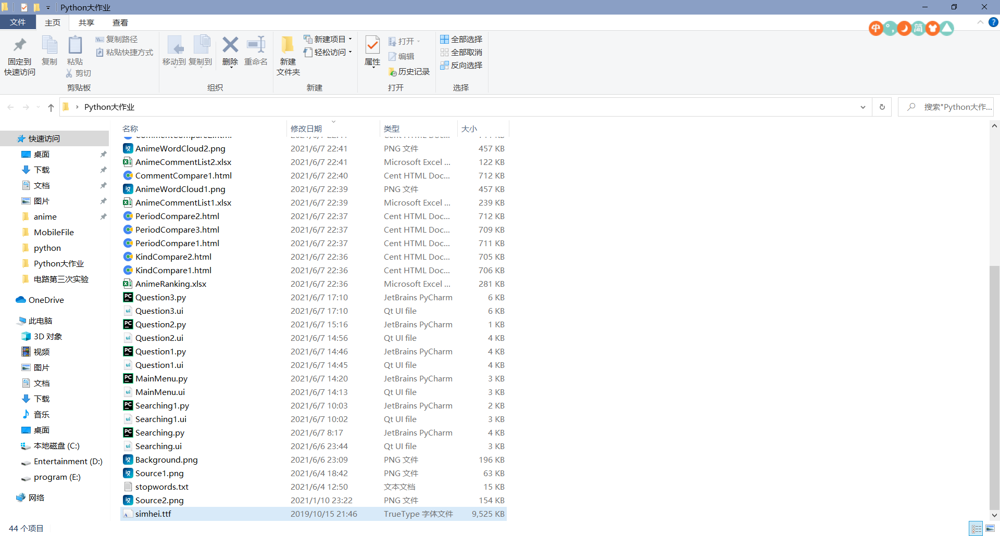 Python大作业
文件 主页 共享 查看
中 °, 简
固定到
快速访问
复制
粘贴
复制路径
粘贴快捷方式
剪切
剪贴板
移动到
复制到
删除
重命名
组织
新建
文件夹
新建项目
轻松访问
新建
属性
打开
编辑
历史记录
打开
全部选择
全部取消
反向选择
选择
Python大作业
搜索"Python大作...
快速访问
桌面
下载
文档
图片
anime
MobileFile
python
Python大作业
电路第三次实验
OneDrive
此电脑
3D 对象
视频
图片
文档
下载
音乐
桌面
本地磁盘 (C:)
Entertainment (D:)
program (E:)
网络
名称 修改日期 类型 大小
AnimeWordCloud2.png 2021/6/7 22:41 PNG 文件 457 KB
AnimeCommentList2.xlsx 2021/6/7 22:41 Microsoft Excel ... 122 KB
CommentCompare1.html 2021/6/7 22:40 Cent HTML Doc... 712 KB
AnimeWordCloud1.png 2021/6/7 22:39 PNG 文件 457 KB
AnimeCommentList1.xlsx 2021/6/7 22:39 Microsoft Excel ... 239 KB
PeriodCompare2.html 2021/6/7 22:37 Cent HTML Doc... 712 KB
PeriodCompare3.html 2021/6/7 22:37 Cent HTML Doc... 709 KB
PeriodCompare1.html 2021/6/7 22:37 Cent HTML Doc... 711 KB
KindCompare2.html 2021/6/7 22:36 Cent HTML Doc... 705 KB
KindCompare1.html 2021/6/7 22:36 Cent HTML Doc... 706 KB
AnimeRanking.xlsx 2021/6/7 22:36 Microsoft Excel ... 281 KB
Question3.py 2021/6/7 17:10 JetBrains PyCharm 6 KB
Question3.ui 2021/6/7 17:10 Qt UI file 6 KB
Question2.py 2021/6/7 15:16 JetBrains PyCharm 1 KB
Question2.ui 2021/6/7 14:56 Qt UI file 4 KB
Question1.py 2021/6/7 14:46 JetBrains PyCharm 4 KB
Question1.ui 2021/6/7 14:45 Qt UI file 4 KB
MainMenu.py 2021/6/7 14:20 JetBrains PyCharm 3 KB
MainMenu.ui 2021/6/7 14:13 Qt UI file 3 KB
Searching1.py 2021/6/7 10:03 JetBrains PyCharm 2 KB
Searching1.ui 2021/6/7 10:02 Qt UI file 3 KB
Searching.py 2021/6/7 8:17 JetBrains PyCharm 4 KB
Searching.ui 2021/6/6 23:44 Qt UI file 3 KB
Background.png 2021/6/6 23:09 PNG 文件 196 KB
Source1.png 2021/6/4 18:42 PNG 文件 63 KB
stopwords.txt 2021/6/4 12:50 文本文档 15 KB
Source2.png 2021/1/10 23:22 PNG 文件 154 KB
simhei.ttf 2019/10/15 21:46 TrueType 字体文件 9,525 KB
44 个项目